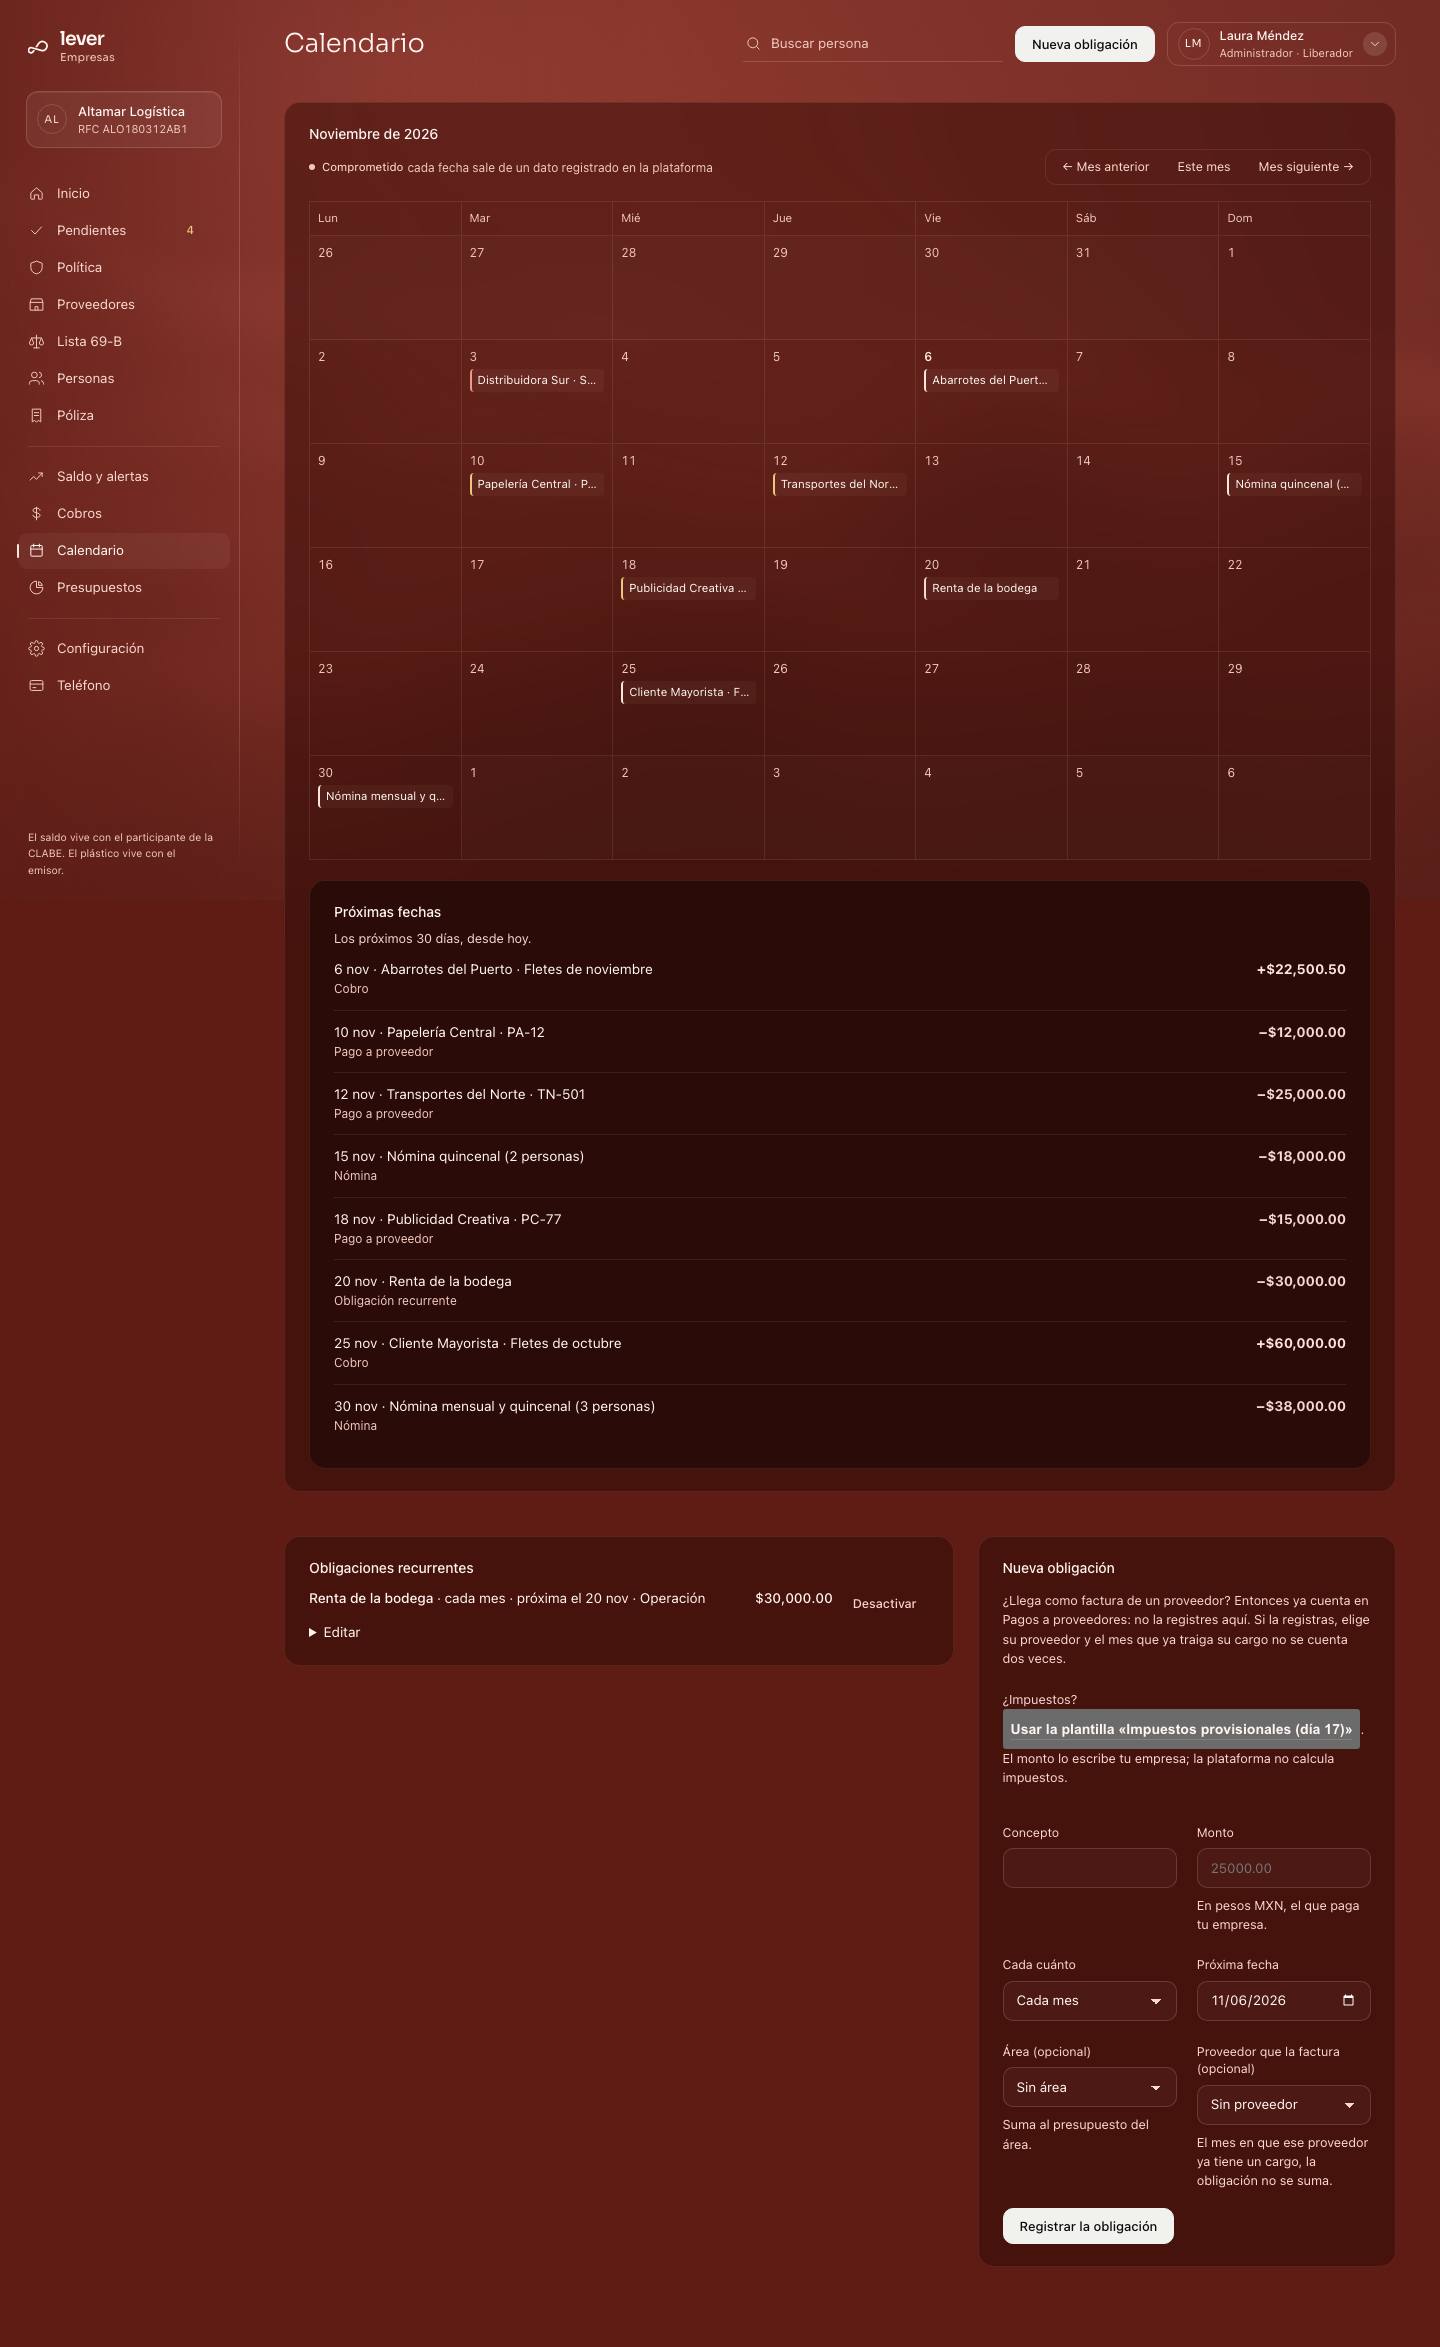 lever
Empresas
AL
Altamar Logística
RFC ALO180312AB1
Inicio
Pendientes 4
Política
Proveedores
Lista 69-B
Personas
Póliza
Saldo y alertas
Cobros
Calendario
Presupuestos
Configuración
Teléfono
El saldo vive con el participante de la
CLABE. El plástico vive con el
emisor.
Calendario
Buscar persona
Nueva obligación
LM
Laura Méndez
Administrador · Liberador
Noviembre de 2026
Comprometido cada fecha sale de un dato registrado en la plataforma
← Mes anterior Este mes Mes siguiente →
Lun Mar Mié Jue Vie Sáb Dom
26 27 28 29 30 31 1
2 3 4 5 6 7 8
Distribuidora Sur · S... Abarrotes del Puert...
9 10 11 12 13 14 15
Papelería Central · P... Transportes del Nor... Nómina quincenal (...
16 17 18 19 20 21 22
Publicidad Creativa ... Renta de la bodega
23 24 25 26 27 28 29
Cliente Mayorista · F...
30 1 2 3 4 5 6
Nómina mensual y q...
Próximas fechas
Los próximos 30 días, desde hoy.
6 nov · Abarrotes del Puerto · Fletes de noviembre +$22,500.50
Cobro
10 nov · Papelería Central · PA-12 −$12,000.00
Pago a proveedor
12 nov · Transportes del Norte · TN-501 −$25,000.00
Pago a proveedor
15 nov · Nómina quincenal (2 personas) −$18,000.00
Nómina
18 nov · Publicidad Creativa · PC-77 −$15,000.00
Pago a proveedor
20 nov · Renta de la bodega −$30,000.00
Obligación recurrente
25 nov · Cliente Mayorista · Fletes de octubre +$60,000.00
Cobro
30 nov · Nómina mensual y quincenal (3 personas) −$38,000.00
Nómina
Obligaciones recurrentes
Renta de la bodega · cada mes · próxima el 20 nov · Operación $30,000.00 Desactivar
▶ Editar
Nueva obligación
¿Llega como factura de un proveedor? Entonces ya cuenta en
Pagos a proveedores: no la registres aquí. Si la registras, elige
su proveedor y el mes que ya traiga su cargo no se cuenta
dos veces.
¿Impuestos?
Usar la plantilla «Impuestos provisionales (día 17)» .
El monto lo escribe tu empresa; la plataforma no calcula
impuestos.
Concepto Monto
25000.00
En pesos MXN, el que paga
tu empresa.
Cada cuánto Próxima fecha
Cada mes 11/06/2026
Área (opcional)
Sin área
Suma al presupuesto del
área.
Proveedor que la factura
(opcional)
Sin proveedor
El mes en que ese proveedor
ya tiene un cargo, la
obligación no se suma.
Registrar la obligación